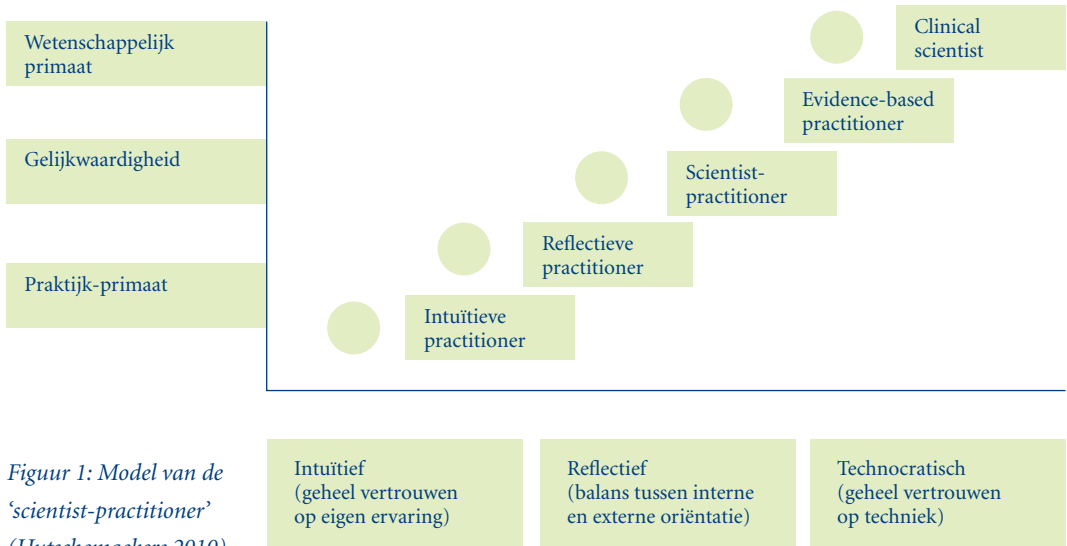 Wetenschappelijk
primaat
Gelijkwaardigheid
Praktijk-primaat
Clinical
scientist
Evidence-based
practitioner
Scientist-
practitioner
Reflectieve
practitioner
Intuïtieve
practitioner
Figuur 1: Model van de
‘scientist-practitioner’
(Hutschemaekers 2010)
Intuïtief
(geheel vertrouwen
op eigen ervaring)
Reflectief
(balans tussen interne
en externe oriëntatie)
Technocratisch
(geheel vertrouwen
op techniek)